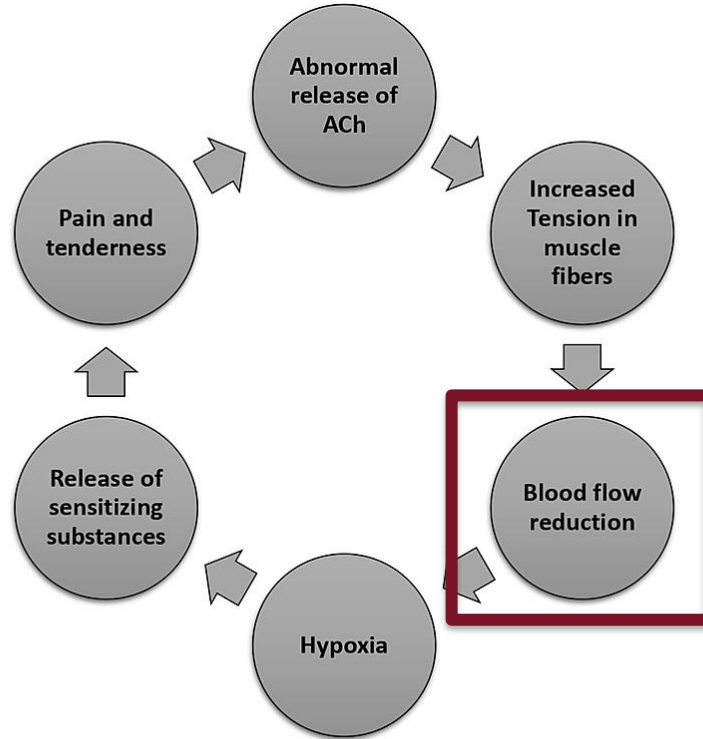 Abnormal
release of
ACh
Increased
Tension in
muscle
fibers
Blood flow
reduction
Hypoxia
Release of
sensitizing
substances
Pain and
tenderness